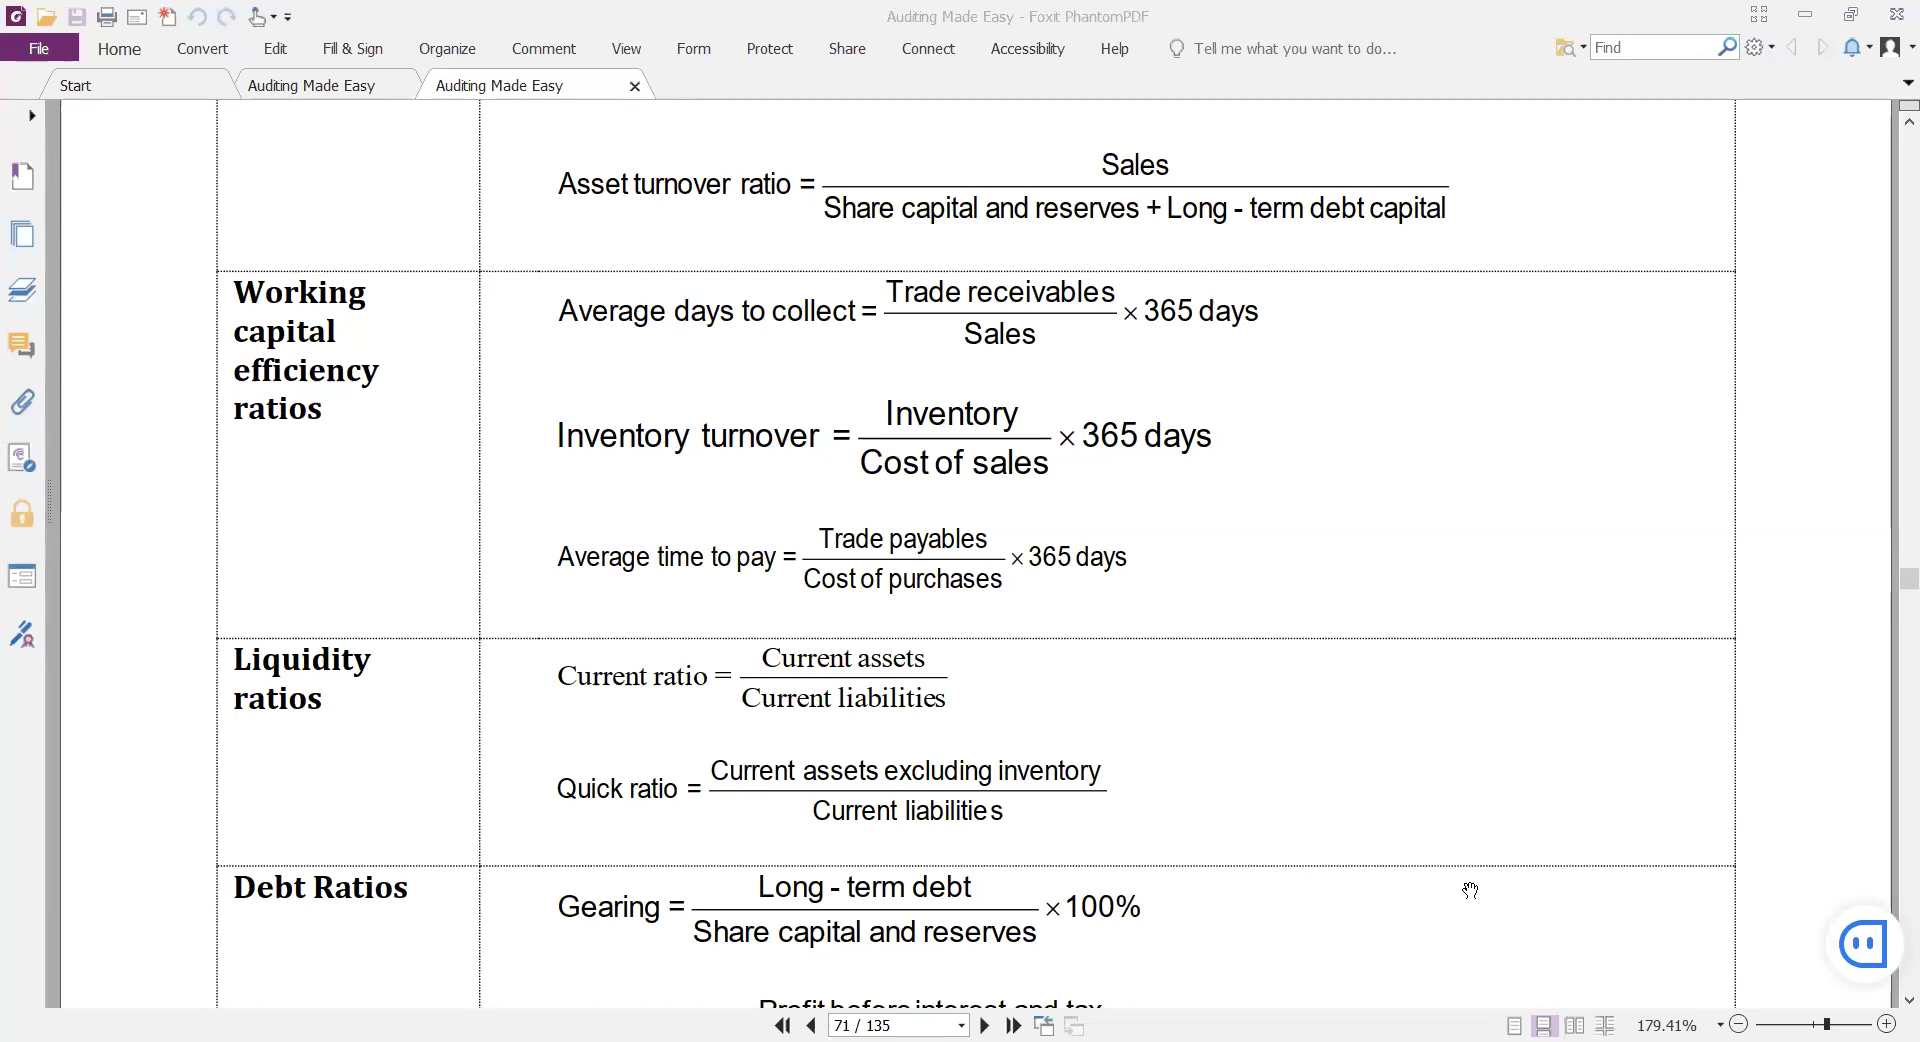 Auditing Made Easy - Foxit PhantomPDF
File Home Convert Edit Fill & Sign Organize Comment View Form Protect Share Connect Accessibility Help Tell me what you want to do... Find
Start Auditing Made Easy Auditing Made Easy
Sales
Asset turnover ratio =
Share capital and reserves + Long - term debt capital
Working
capital
efficiency
ratios
Trade receivables
Average days to collect = × 365 days
Sales
Inventory
Inventory turnover = × 365 days
Cost of sales
Trade payables
Average time to pay = × 365 days
Cost of purchases
Liquidity
ratios
Current assets
Current ratio =
Current liabilities
Current assets excluding inventory
Quick ratio =
Current liabilities
Debt Ratios
Long - term debt
Gearing = × 100%
Share capital and reserves
Profit before interest and tax
71 / 135
179.41%